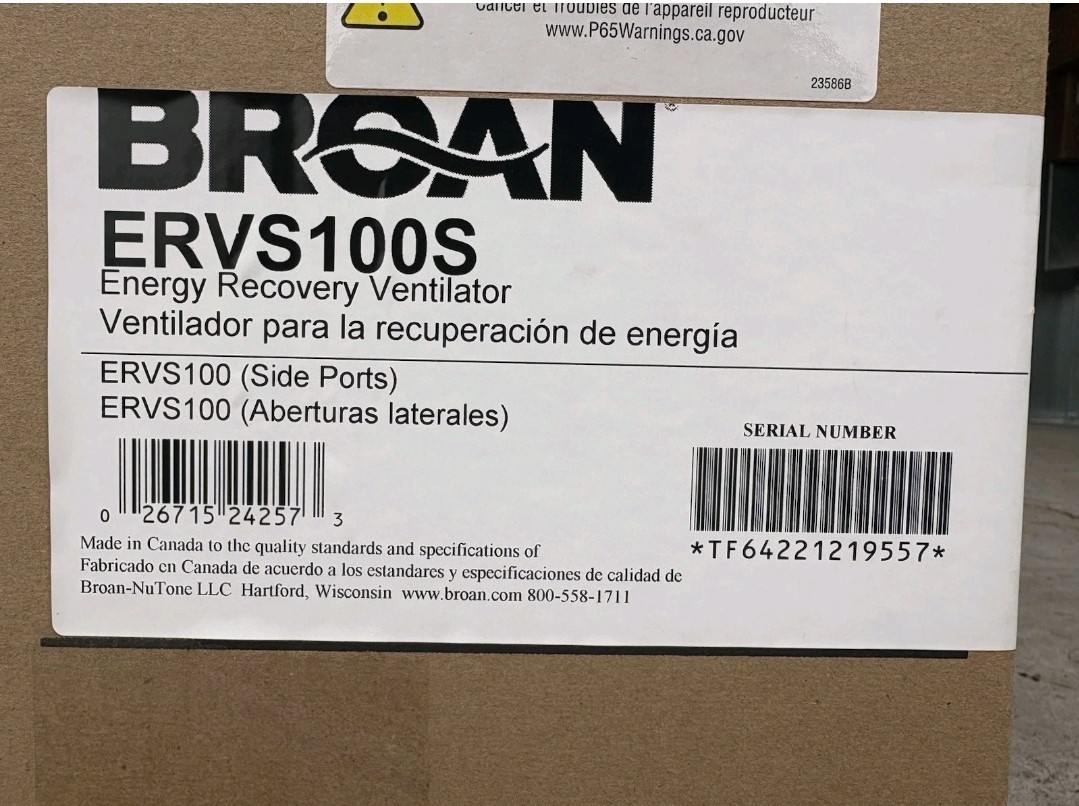 Cancer et Troubles de l'appareil reproducteur
www.P65Warnings.ca.gov
23586B
BROAN®
ERVS100S
Energy Recovery Ventilator
Ventilador para la recuperación de energía
ERVS100 (Side Ports)
ERVS100 (Aberturas laterales)
SERIAL NUMBER
0 26715 24257 3
*TF64221219557*
Made in Canada to the quality standards and specifications of
Fabricado en Canada de acuerdo a los estandares y especificaciones de calidad de
Broan-NuTone LLC Hartford, Wisconsin www.broan.com 800-558-1711